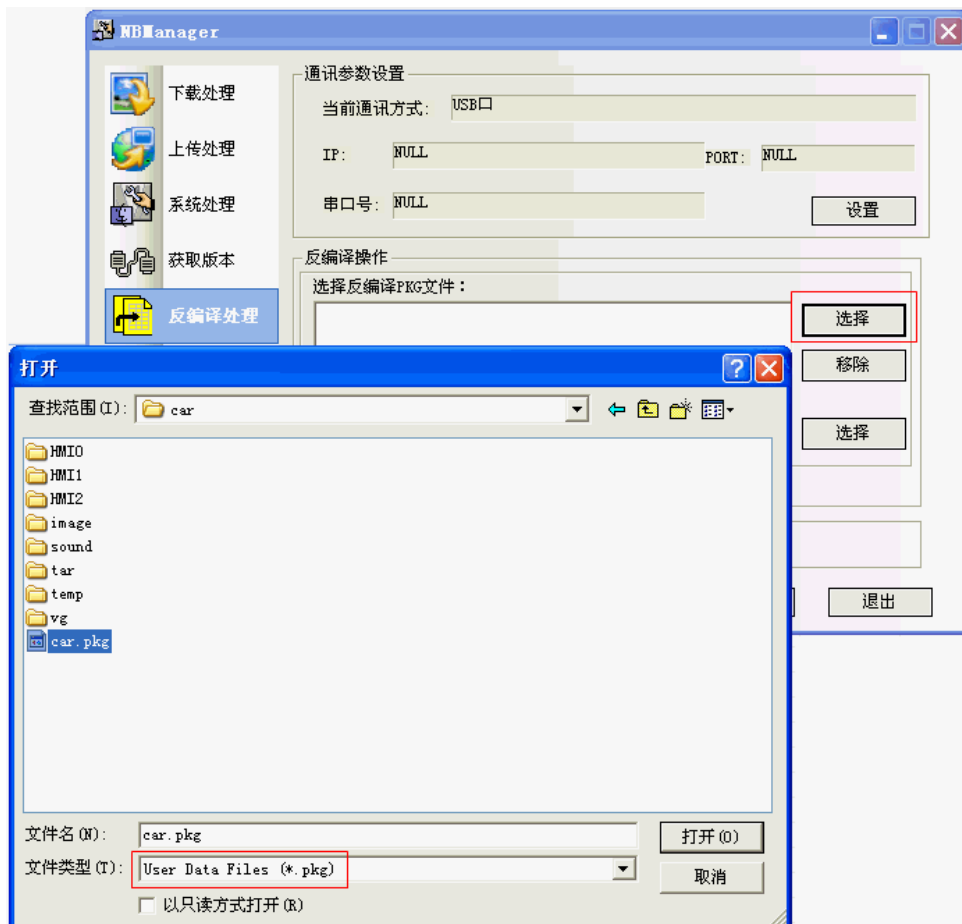 NBManager
下载处理
上传处理
系统处理
获取版本
反编译处理
通讯参数设置
当前通讯方式: USB口
IP: NULL PORT: NULL
串口号: NULL 设置
反编译操作
选择反编译PKG文件：
选择
移除
选择
退出
打开
查找范围(I): car
HMI0
HMI1
HMI2
image
sound
tar
temp
vg
car.pkg
文件名(N): car.pkg 打开(O)
文件类型(T): User Data Files (*.pkg) 取消
以只读方式打开(R)